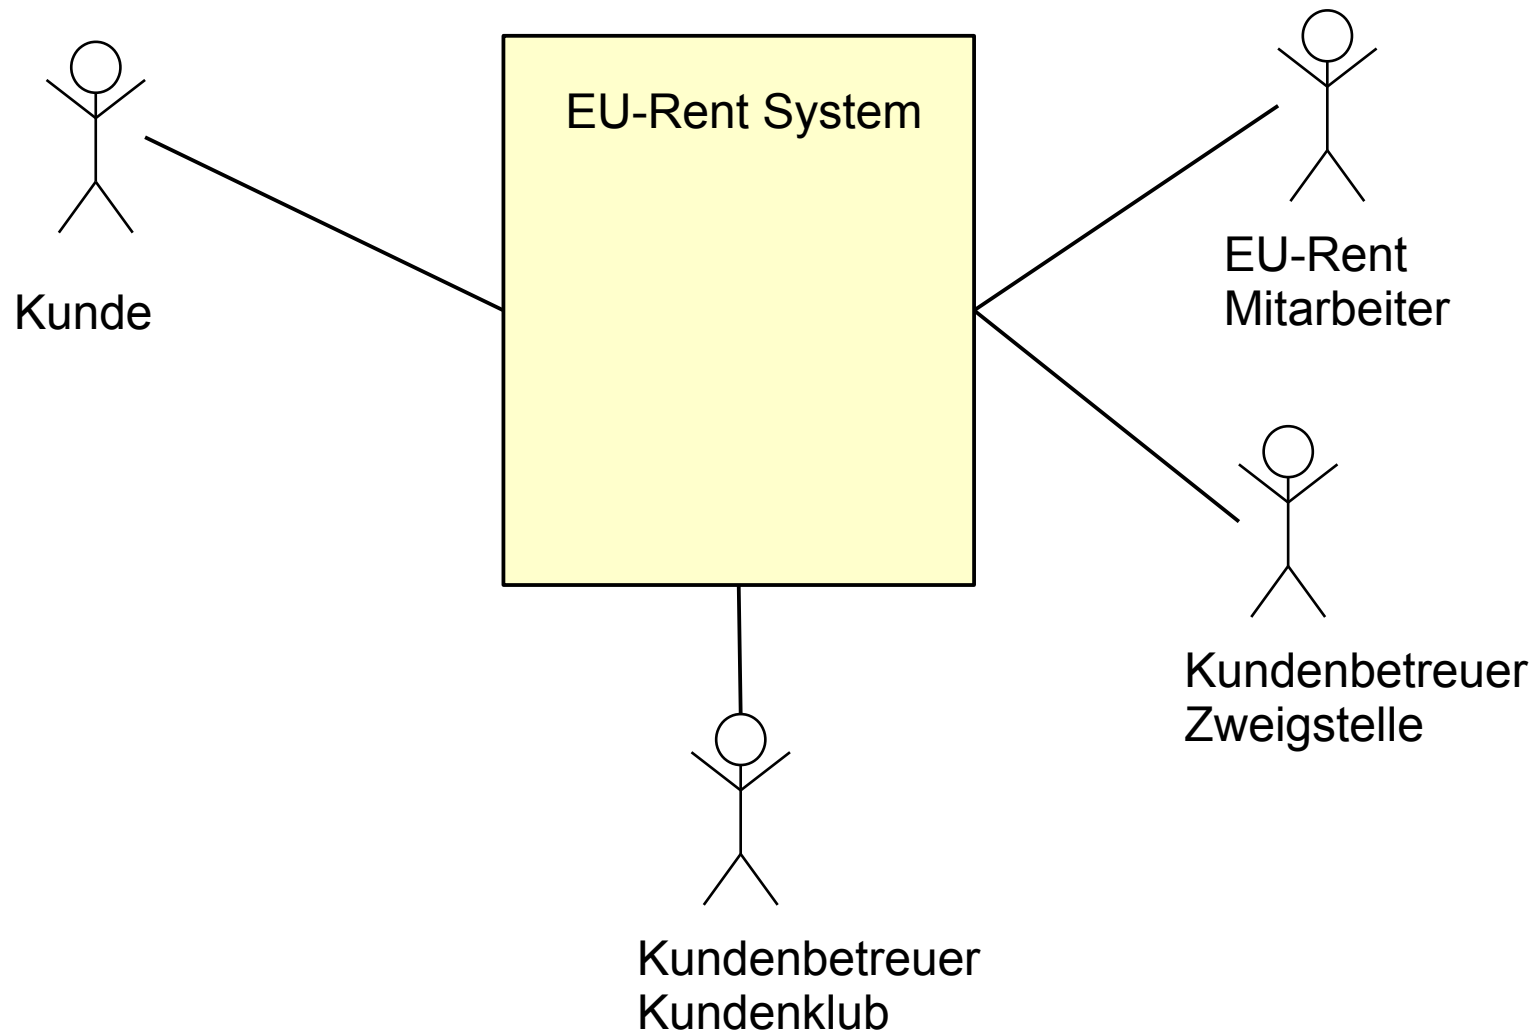 EU-Rent System
Kunde
EU-Rent
Mitarbeiter
Kundenbetreuer
Zweigstelle
Kundenbetreuer
Kundenklub